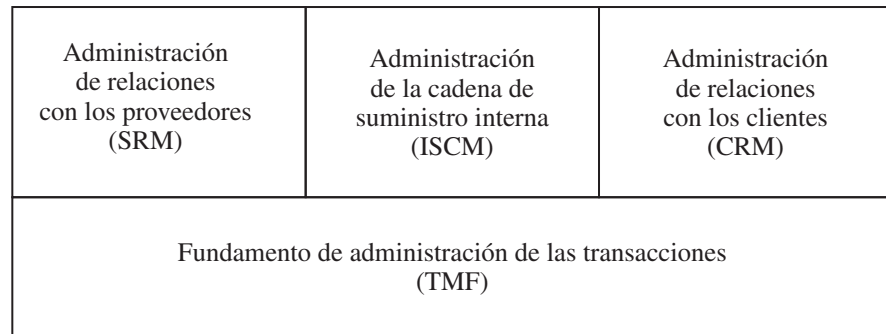 Administración
de relaciones
con los proveedores
(SRM)
Administración
de la cadena de
suministro interna
(ISCM)
Administración
de relaciones
con los clientes
(CRM)
Fundamento de administración de las transacciones
(TMF)